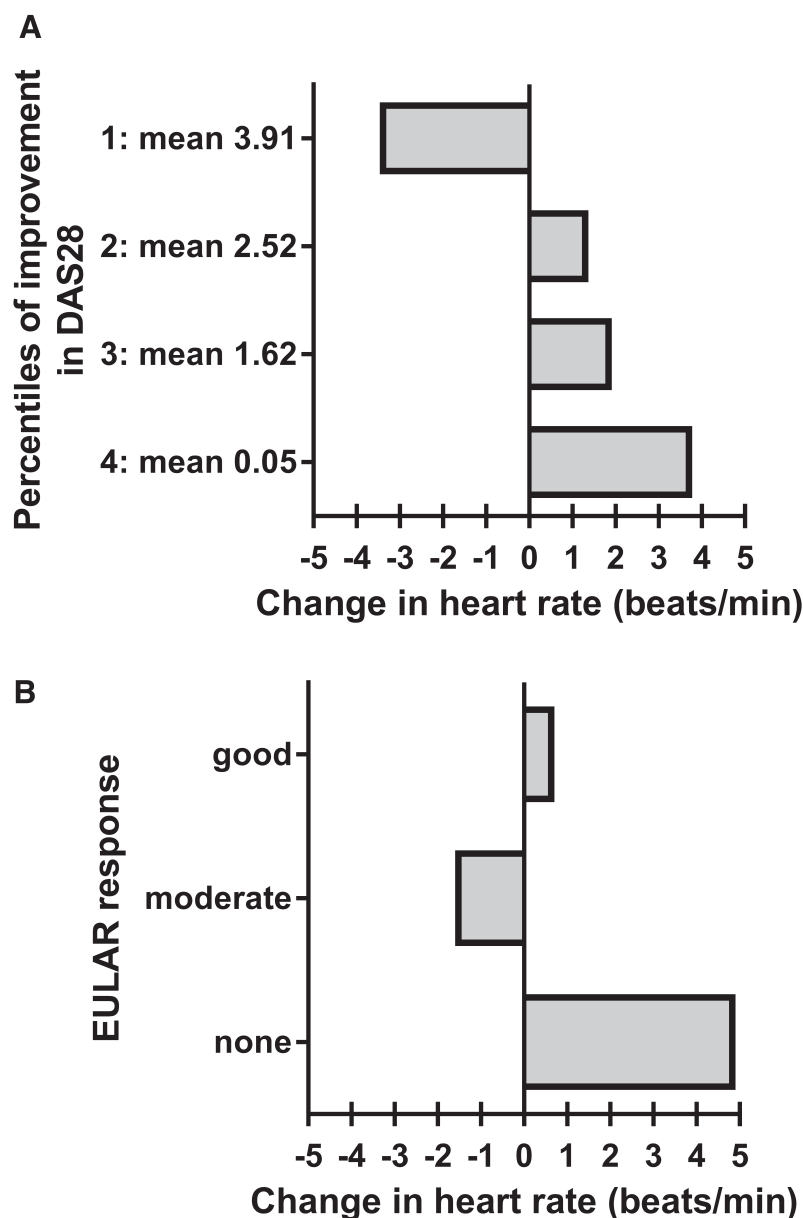 A
Percentiles of improvement
in DAS28
1: mean 3.91
2: mean 2.52
3: mean 1.62
4: mean 0.05
-5 -4 -3 -2 -1 0 1 2 3 4 5
Change in heart rate (beats/min)
B
EULAR response
good
moderate
none
-5 -4 -3 -2 -1 0 1 2 3 4 5
Change in heart rate (beats/min)